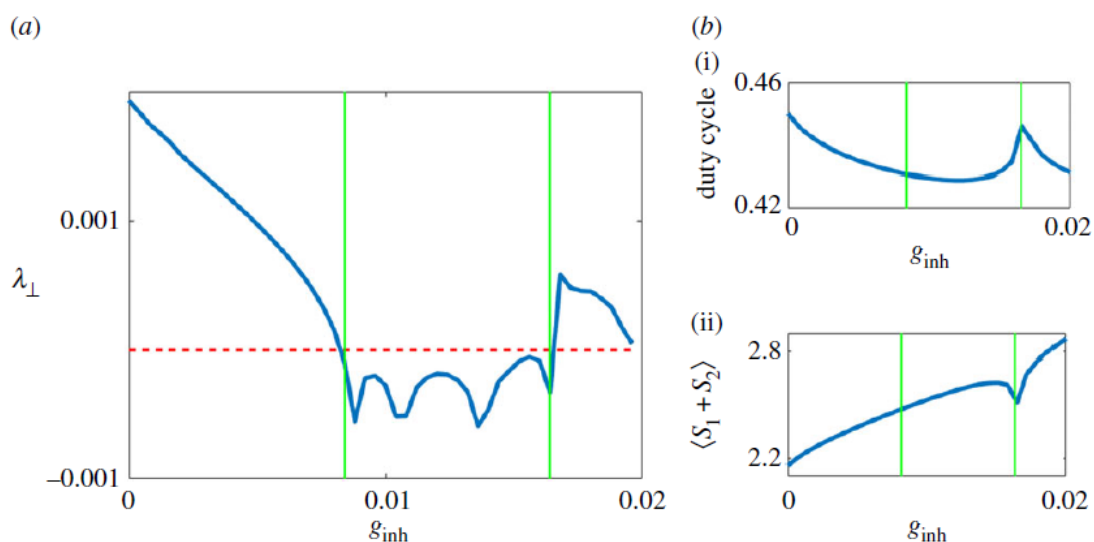 (a)
0.001
λ⊥
–0.001
0
0.01
0.02
g_inh
(b)
(i)
0.46
duty cycle
0.42
0
0.02
g_inh
(ii)
2.8
⟨S₁ + S₂⟩
2.2
0
0.02
g_inh